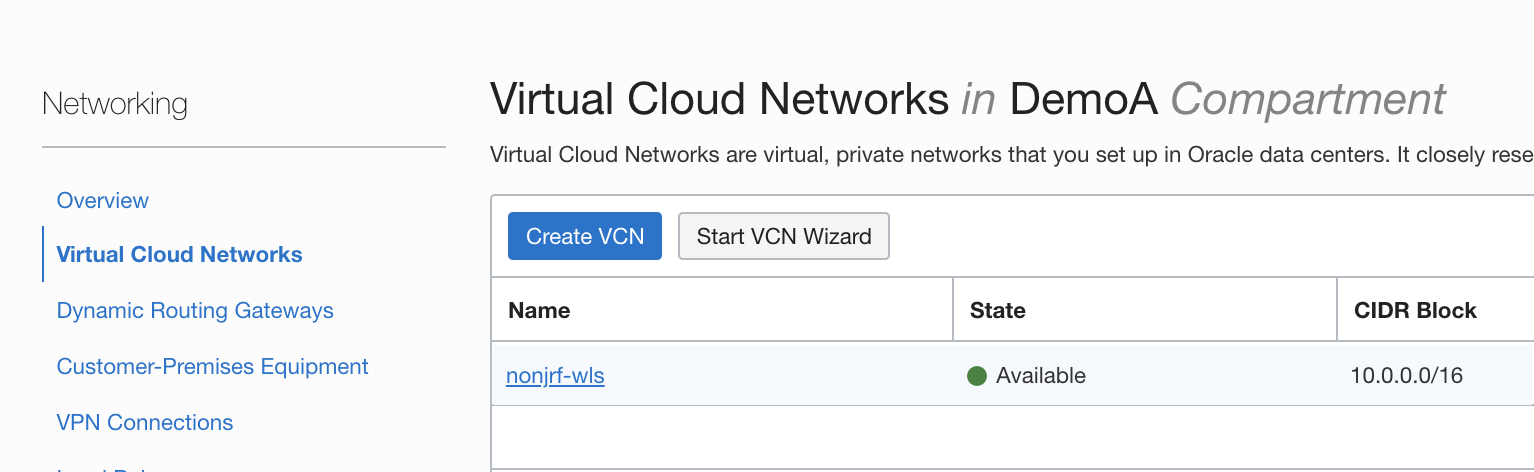 Networking
Overview
Virtual Cloud Networks
Dynamic Routing Gateways
Customer-Premises Equipment
VPN Connections
Virtual Cloud Networks in DemoA Compartment
Virtual Cloud Networks are virtual, private networks that you set up in Oracle data centers. It closely
Create VCN Start VCN Wizard
Name State CIDR Block
nonjrf-wls Available 10.0.0.0/16